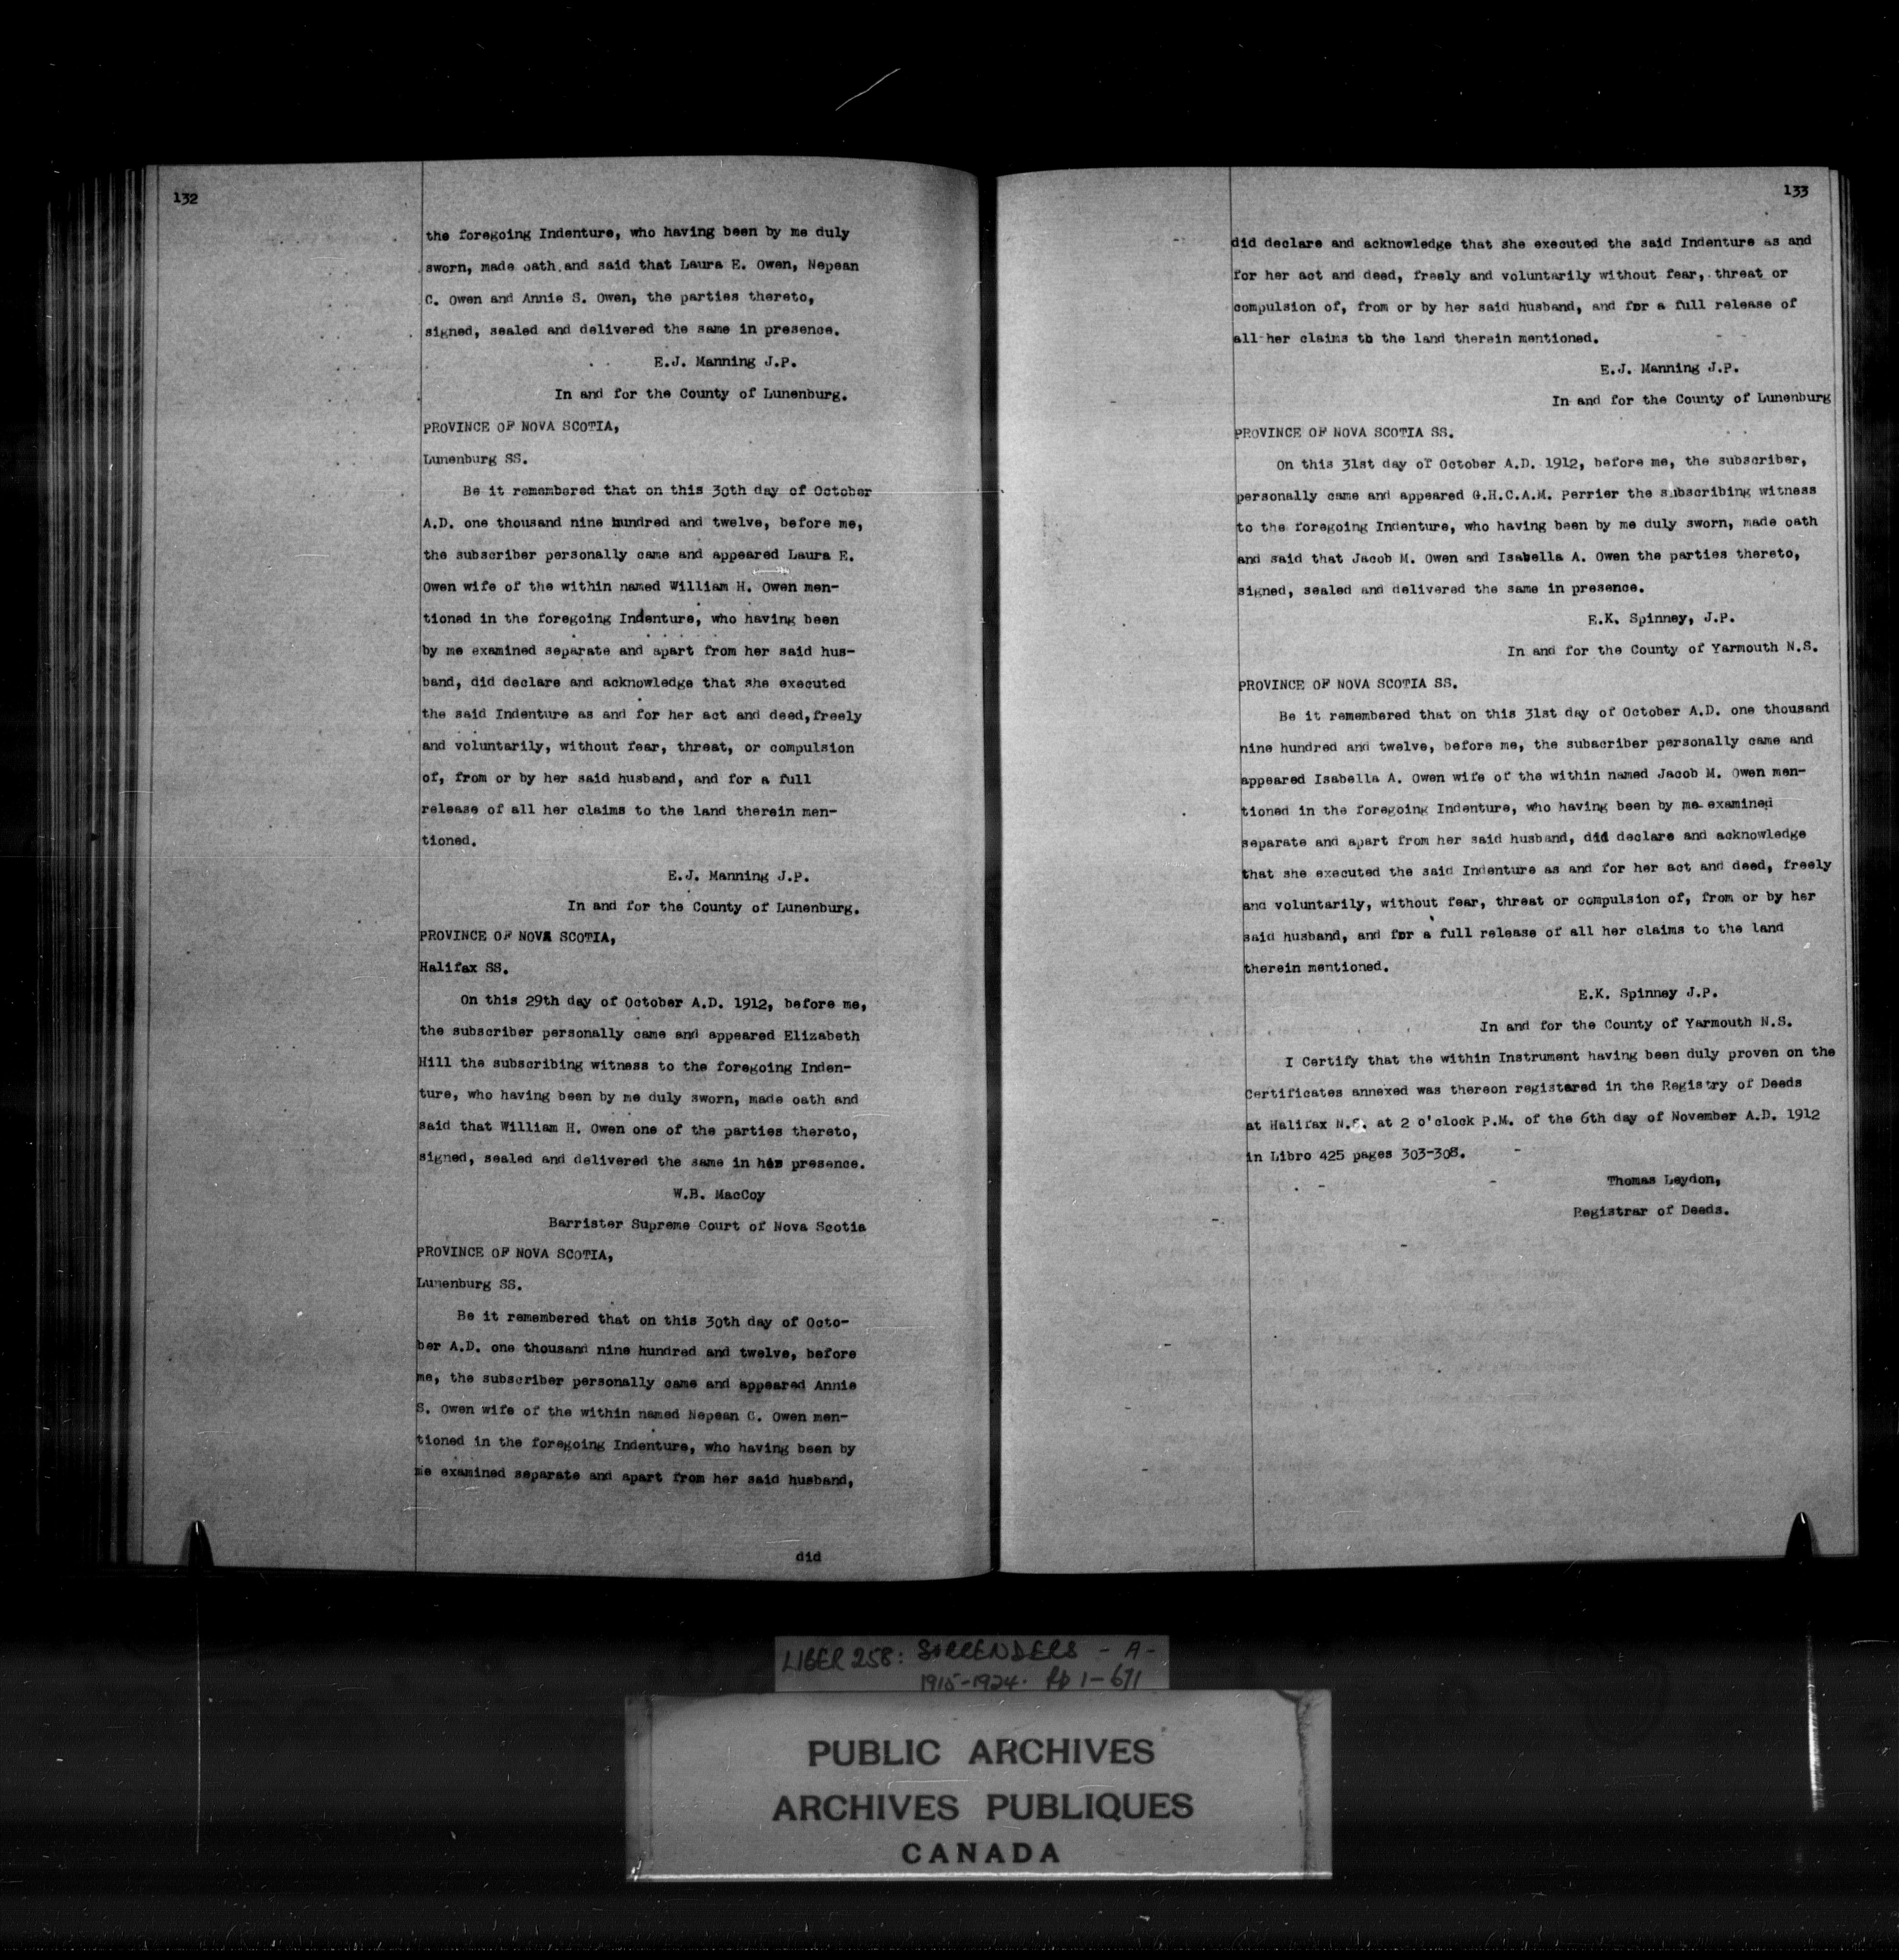 132
the foregoing Indenture, who having been by me duly
sworn, made oath and said that Laura E. Owen, Nepean
C. Owen and Annie S. Owen, the parties thereto,
signed, sealed and delivered the same in presence.
E.J. Manning J.P.
In and for the County of Lunenburg.
PROVINCE OF NOVA SCOTIA,
Lunenburg SS.
Be it remembered that on this 30th day of October
A.D. one thousand nine hundred and twelve, before me,
the subscriber personally came and appeared Laura E.
Owen wife of the within named William H. Owen men-
tioned in the foregoing Indenture, who having been
by me examined separate and apart from her said hus-
band, did declare and acknowledge that she executed
the said Indenture as and for her act and deed, freely
and voluntarily, without fear, threat, or compulsion
of, from or by her said husband, and for a full
release of all her claims to the land therein men-
tioned.
E.J. Manning J.P.
In and for the County of Lunenburg.
PROVINCE OF NOVA SCOTIA,
Halifax SS.
On this 29th day of October A.D. 1912, before me,
the subscriber personally came and appeared Elizabeth
Hill the subscribing witness to the foregoing Inden-
ture, who having been by me duly sworn, made oath and
said that William H. Owen one of the parties thereto,
signed, sealed and delivered the same in her presence.
W.B. MacCoy
Barrister Supreme Court of Nova Scotia
PROVINCE OF NOVA SCOTIA,
Lunenburg SS.
Be it remembered that on this 30th day of Octo-
ber A.D. one thousand nine hundred and twelve, before
me, the subscriber personally came and appeared Annie
S. Owen wife of the within named Nepean C. Owen men-
tioned in the foregoing Indenture, who having been by
me examined separate and apart from her said husband,
did
133
did declare and acknowledge that she executed the said Indenture as and
for her act and deed, freely and voluntarily without fear, threat or
compulsion of, from or by her said husband, and for a full release of
all her claims to the land therein mentioned.
E.J. Manning J.P.
In and for the County of Lunenburg
PROVINCE OF NOVA SCOTIA SS.
On this 31st day of October A.D. 1912, before me, the subscriber,
personally came and appeared G.H.C.A.M. Perrier the subscribing witness
to the foregoing Indenture, who having been by me duly sworn, made oath
and said that Jacob M. Owen and Isabella A. Owen the parties thereto,
signed, sealed and delivered the same in presence.
E.K. Spinney, J.P.
In and for the County of Yarmouth N.S.
PROVINCE OF NOVA SCOTIA SS.
Be it remembered that on this 31st day of October A.D. one thousand
nine hundred and twelve, before me, the subscriber personally came and
appeared Isabella A. Owen wife of the within named Jacob M. Owen men-
tioned in the foregoing Indenture, who having been by me examined
separate and apart from her said husband, did declare and acknowledge
that she executed the said Indenture as and for her act and deed, freely
and voluntarily, without fear, threat or compulsion of, from or by her
said husband, and for a full release of all her claims to the land
therein mentioned.
E.K. Spinney J.P.
In and for the County of Yarmouth N.S.
I Certify that the within Instrument having been duly proven on the
Certificates annexed was thereon registered in the Registry of Deeds
at Halifax N.S. at 2 o'clock P.M. of the 6th day of November A.D. 1912
in Libro 425 pages 303-308.
Thomas Leydon,
Registrar of Deeds.
LIBER 258: SURRENDERS - A -
1915-1924. pp 1-671
PUBLIC ARCHIVES
ARCHIVES PUBLIQUES
CANADA